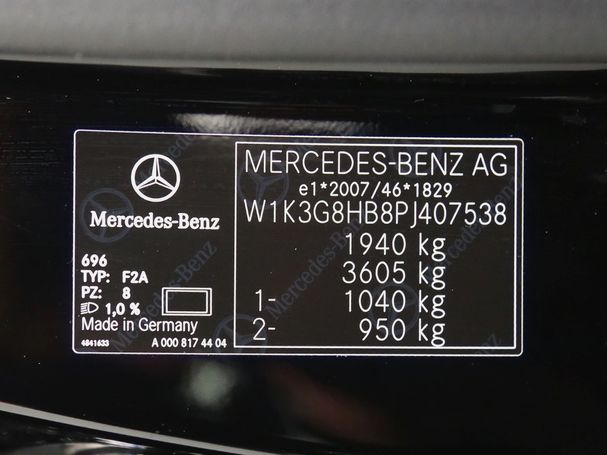 Mercedes-Benz
696
TYP: F2A
PZ: 8
1,0 %
Made in Germany
4841633 A 000 817 44 04
MERCEDES-BENZ AG
e1*2007/46*1829
W1K3G8HB8PJ407538
1940 kg
3605 kg
1- 1040 kg
2- 950 kg